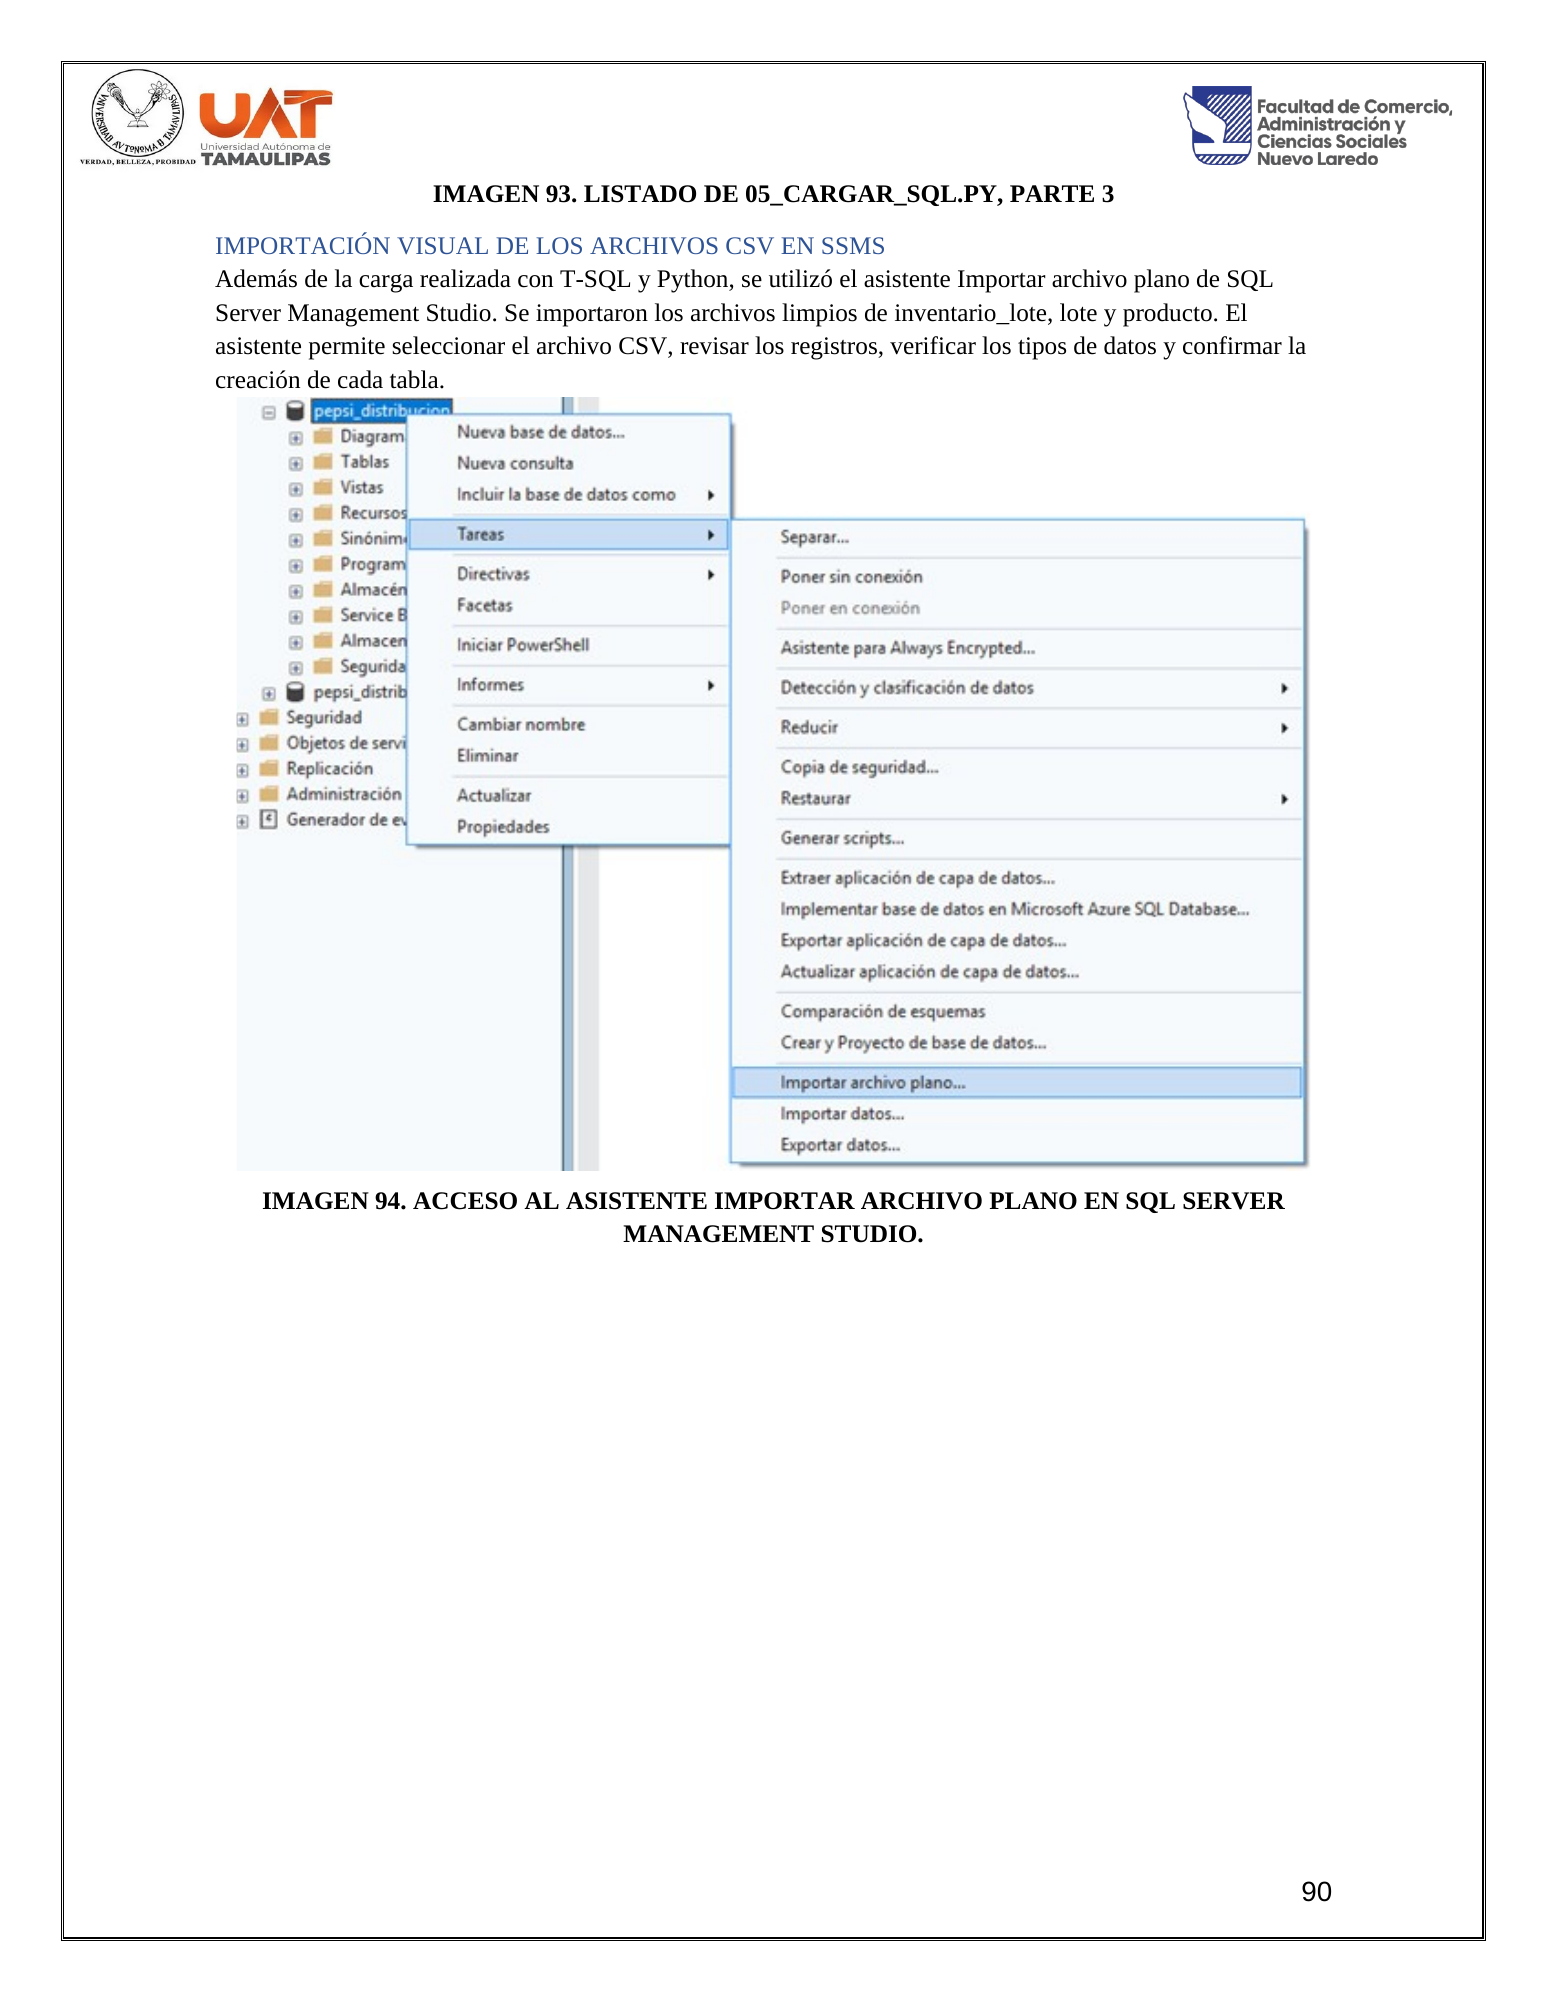 UNIVERSIDAD AVTONOMA D TAMAVLIPAS
VERDAD, BELLEZA, PROBIDAD
UAT
Universidad Autónoma de
TAMAULIPAS
Facultad de Comercio,
Administración y
Ciencias Sociales
Nuevo Laredo
IMAGEN 93. LISTADO DE 05_CARGAR_SQL.PY, PARTE 3
IMPORTACIÓN VISUAL DE LOS ARCHIVOS CSV EN SSMS
Además de la carga realizada con T-SQL y Python, se utilizó el asistente Importar archivo plano de SQL
Server Management Studio. Se importaron los archivos limpios de inventario_lote, lote y producto. El
asistente permite seleccionar el archivo CSV, revisar los registros, verificar los tipos de datos y confirmar la
creación de cada tabla.
pepsi_distribucion
Diagram
Tablas
Vistas
Recursos
Sinónim
Program
Almacén
Service B
Almacen
Segurida
pepsi_distrib
Seguridad
Objetos de servi
Replicación
Administración
Generador de ev
Nueva base de datos...
Nueva consulta
Incluir la base de datos como
Tareas
Directivas
Facetas
Iniciar PowerShell
Informes
Cambiar nombre
Eliminar
Actualizar
Propiedades
Separar...
Poner sin conexión
Poner en conexión
Asistente para Always Encrypted...
Detección y clasificación de datos
Reducir
Copia de seguridad...
Restaurar
Generar scripts...
Extraer aplicación de capa de datos...
Implementar base de datos en Microsoft Azure SQL Database...
Exportar aplicación de capa de datos...
Actualizar aplicación de capa de datos...
Comparación de esquemas
Crear y Proyecto de base de datos...
Importar archivo plano...
Importar datos...
Exportar datos...
IMAGEN 94. ACCESO AL ASISTENTE IMPORTAR ARCHIVO PLANO EN SQL SERVER
MANAGEMENT STUDIO.
90